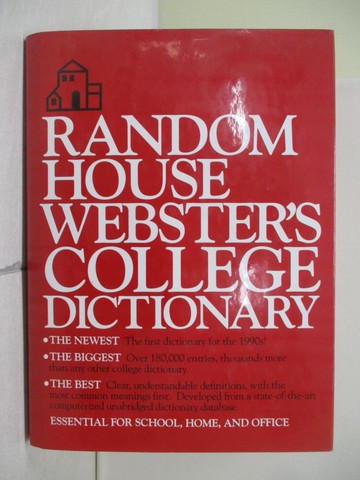 RANDOM
HOUSE
WEBSTER'S
COLLEGE
DICTIONARY
• THE NEWEST The first dictionary for the 1990s!
• THE BIGGEST Over 180,000 entries, thousands more
than any other college dictionary.
• THE BEST Clear, understandable definitions, with the
most common meanings first. Developed from a state-of-the-art
computerized unabridged dictionary database.
ESSENTIAL FOR SCHOOL, HOME, AND OFFICE